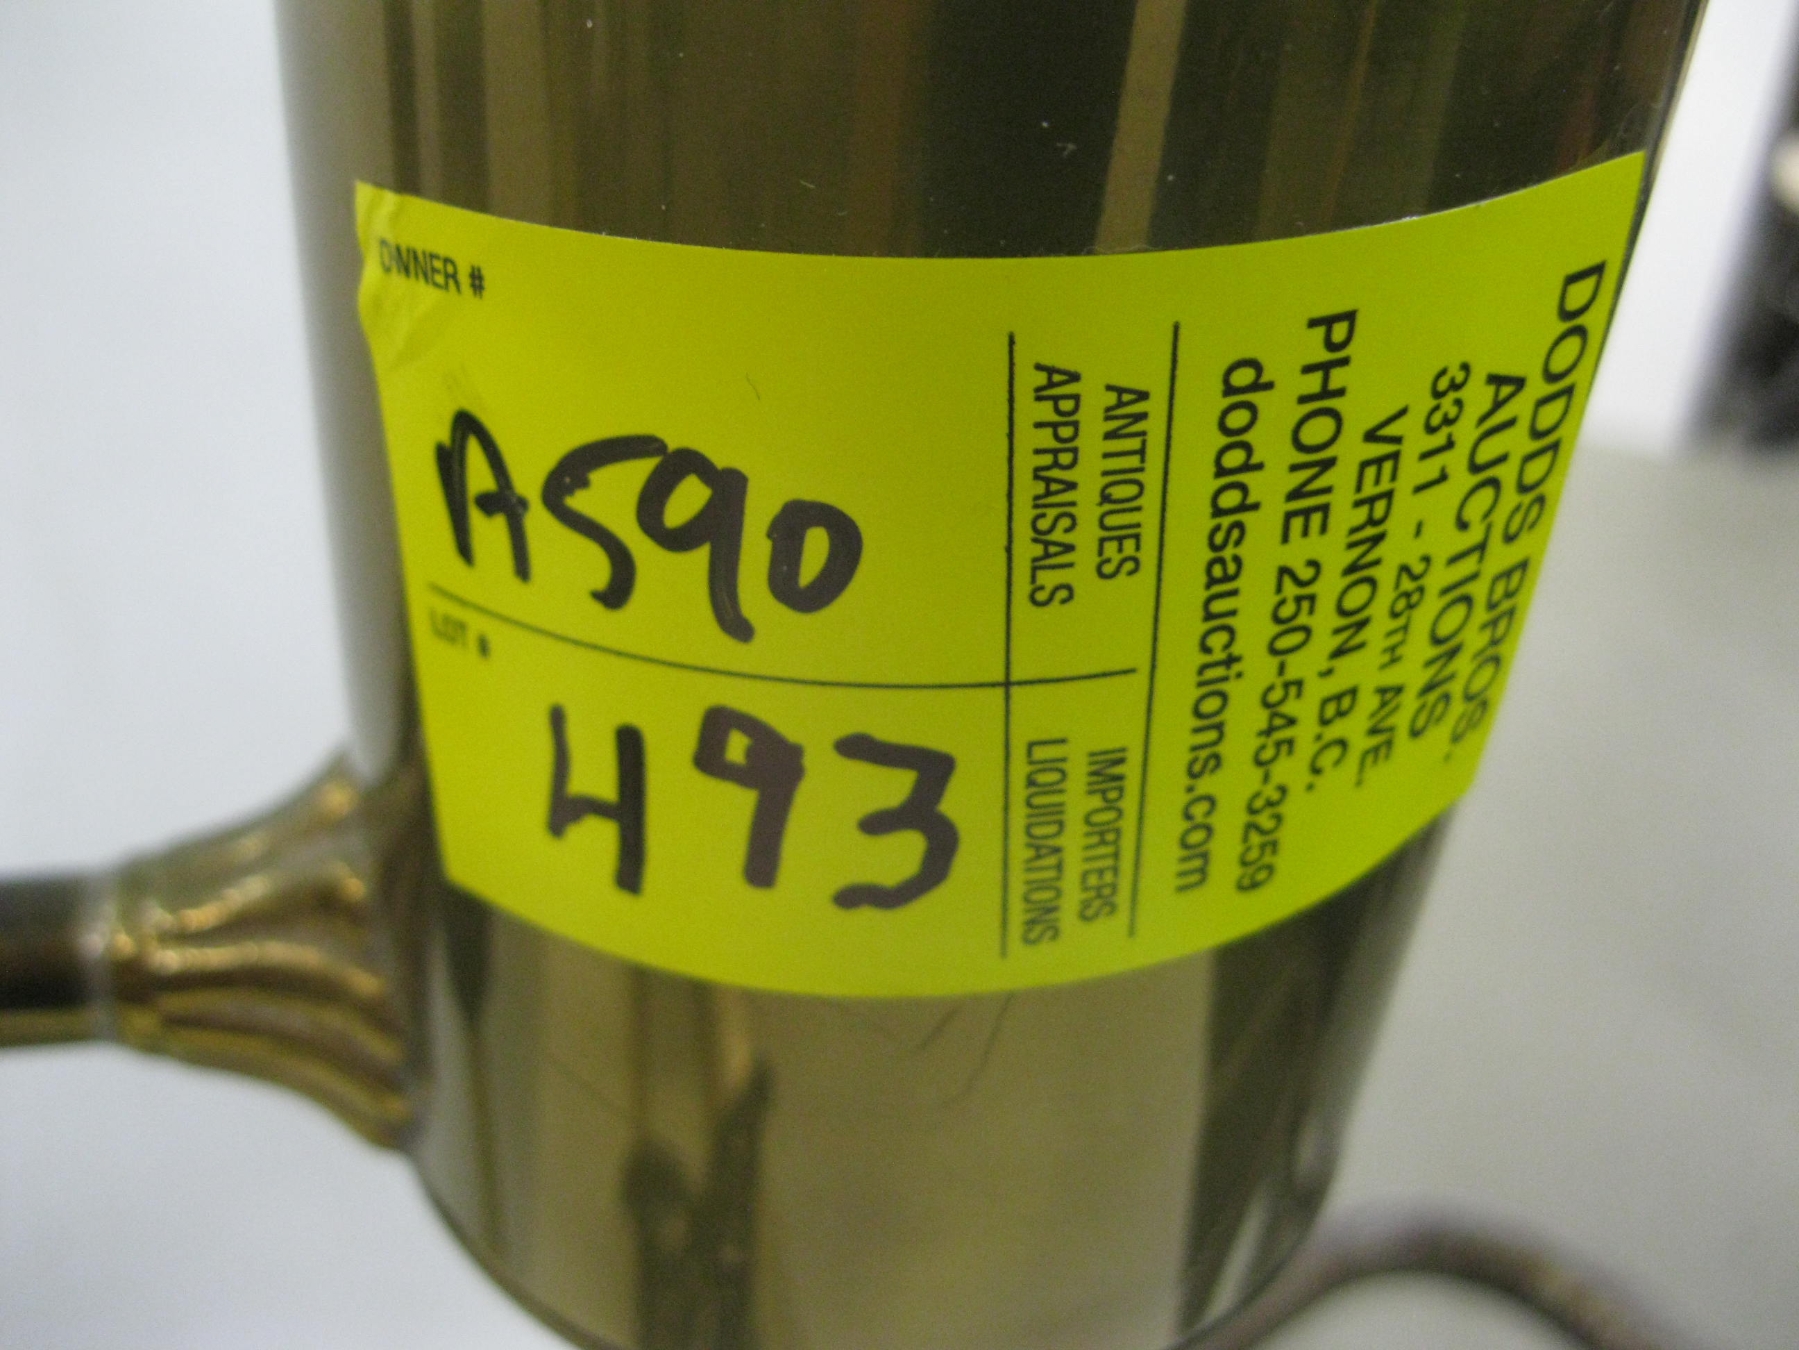 OWNER #
A590
LOT #
493
DODDS BROS.
AUCTIONS
3311 - 28TH AVE.
VERNON, B.C.
PHONE 250-545-3259
doddsauctions.com
ANTIQUES
APPRAISALS
IMPORTERS
LIQUIDATIONS